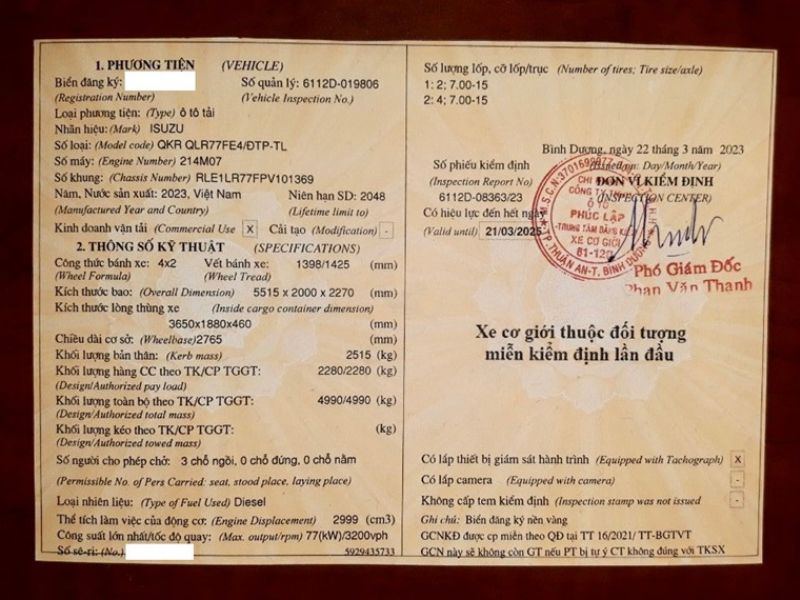 1. PHƯƠNG TIỆN (VEHICLE)
Biển đăng ký:
Số quản lý: 6112D-019806
(Registration Number) (Vehicle Inspection No.)
Loại phương tiện: (Type) ô tô tải
Nhãn hiệu: (Mark) ISUZU
Số loại: (Model code) QKR QLR77FE4/ĐTP-TL
Số máy: (Engine Number) 214M07
Số khung: (Chassis Number) RLE1LR77FPV101369
Năm, Nước sản xuất: 2023, Việt Nam Niên hạn SD: 2048
(Manufactured Year and Country) (Lifetime limit to)
Kinh doanh vận tải (Commercial Use) X Cải tạo (Modification) -
2. THÔNG SỐ KỸ THUẬT (SPECIFICATIONS)
Công thức bánh xe: 4x2 Vết bánh xe: 1398/1425 (mm)
(Wheel Formula) (Wheel Tread)
Kích thước bao: (Overall Dimension) 5515 x 2000 x 2270 (mm)
Kích thước lòng thùng xe (Inside cargo container dimension)
3650x1880x460 (mm)
Chiều dài cơ sở: (Wheelbase)2765 (mm)
Khối lượng bản thân: (Kerb mass) 2515 (kg)
Khối lượng hàng CC theo TK/CP TGGT: 2280/2280 (kg)
(Design/Authorized pay load)
Khối lượng toàn bộ theo TK/CP TGGT: 4990/4990 (kg)
(Design/Authorized total mass)
Khối lượng kéo theo TK/CP TGGT: (kg)
(Design/Authorized towed mass)
Số người cho phép chở: 3 chỗ ngồi, 0 chỗ đứng, 0 chỗ nằm
(Permissible No. of Pers Carried: seat, stood place, laying place)
Loại nhiên liệu: (Type of Fuel Used) Diesel
Thể tích làm việc của động cơ: (Engine Displacement) 2999 (cm3)
Công suất lớn nhất/tốc độ quay: (Max. output/rpm) 77(kW)/3200vph
Số sê-ri: (No.) 5929435733
Số lượng lốp, cỡ lốp/trục (Number of tires; Tire size/axle)
1: 2; 7.00-15
2: 4; 7.00-15
Bình Dương, ngày 22 tháng 3 năm 2023
Số phiếu kiểm định (Issued on: Day/Month/Year)
(Inspection Report No) ĐƠN VỊ KIỂM ĐỊNH
6112D-08363/23 (INSPECTION CENTER)
Có hiệu lực đến hết ngày
(Valid until) 21/03/2025
PHÚC LẬP
XE CƠ GIỚI
61-12D
Phó Giám Đốc
Phan Văn Thanh
Xe cơ giới thuộc đối tượng
miễn kiểm định lần đầu
Có lắp thiết bị giám sát hành trình (Equipped with Tachograph) X
Có lắp camera (Equipped with camera) -
Không cấp tem kiểm định (Inspection stamp was not issued -
Ghi chú: Biển đăng ký nền vàng
GCNKĐ được cp miễn theo QĐ tại TT 16/2021/ TT-BGTVT
GCN này sẽ không còn GT nếu PT bị tự ý CT không đúng với TKSX